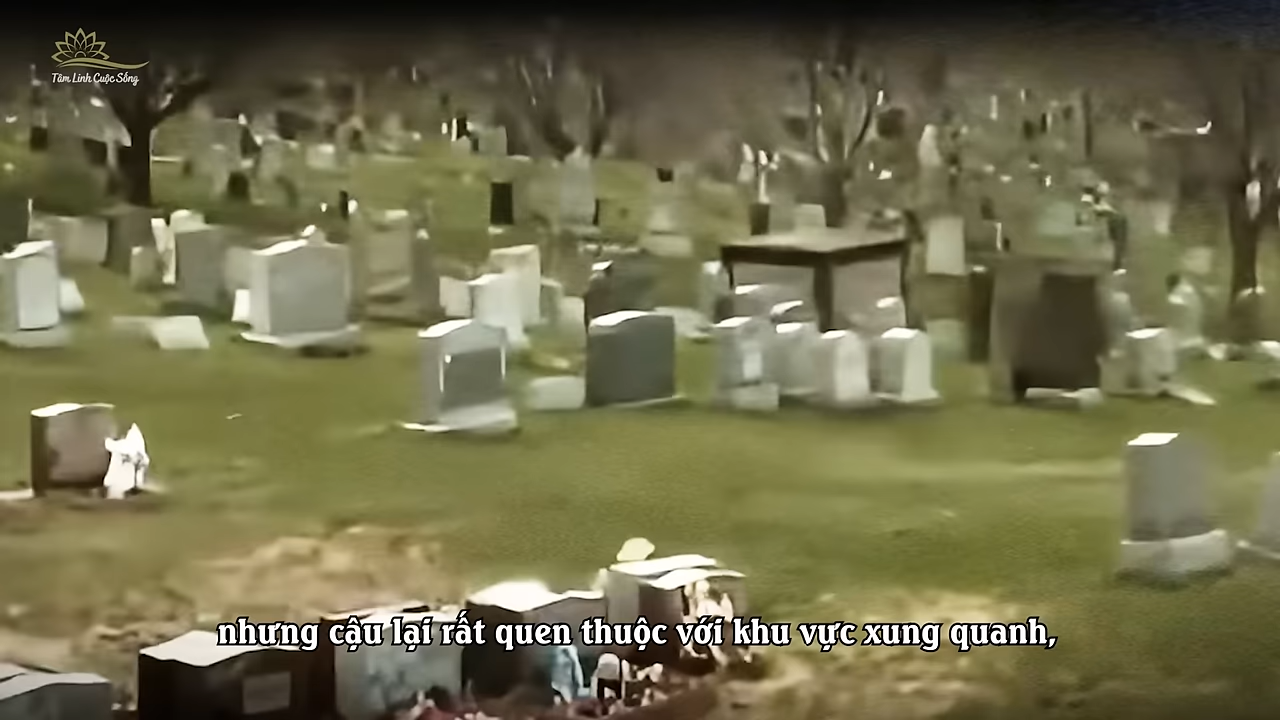 Tâm Linh Cuộc Sống
nhưng cậu lại rất quen thuộc với khu vực xung quanh,